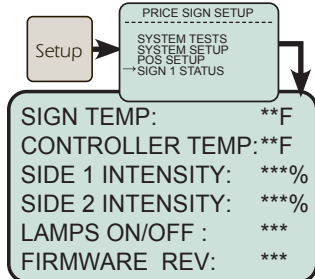 Setup
PRICE SIGN SETUP
SYSTEM TESTS
SYSTEM SETUP
POS SETUP
→SIGN 1 STATUS
SIGN TEMP: **F
CONTROLLER TEMP:**F
SIDE 1 INTENSITY: ***%
SIDE 2 INTENSITY: ***%
LAMPS ON/OFF : ***
FIRMWARE REV: ***